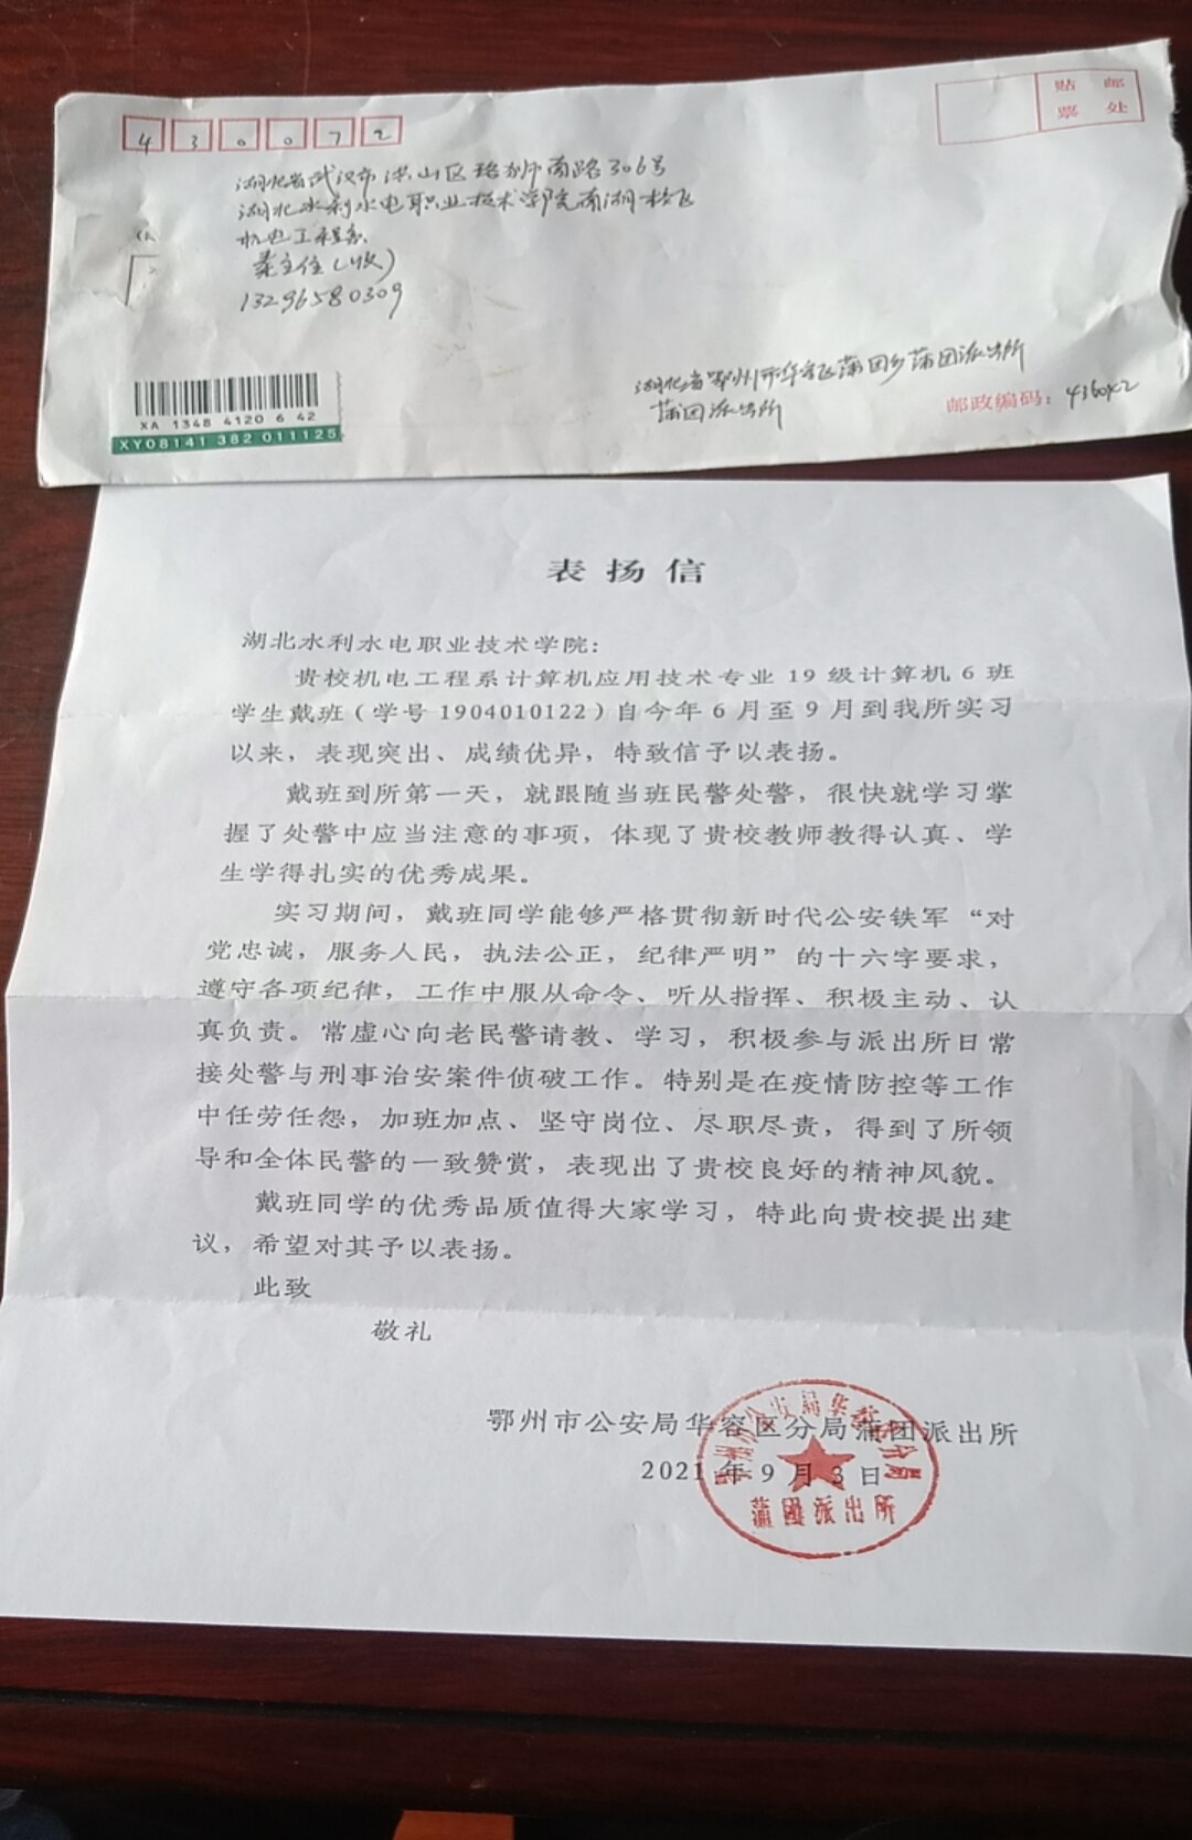 430072
贴 邮
票 处
湖北省武汉市洪山区珞狮南路306号
湖北水利水电职业技术学院南湖校区
机电工程系
主任(收)
13296580309
湖北省鄂州市华容区蒲团乡蒲团派出所
蒲团派出所
邮政编码:
XA 1348 4120 6 42
XY08141 382 011125
表扬信
湖北水利水电职业技术学院:
贵校机电工程系计算机应用技术专业19级计算机6班
学生戴班(学号1904010122)自今年6月至9月到我所实习
以来,表现突出、成绩优异,特致信予以表扬。
戴班到所第一天,就跟随当班民警处警,很快就学习掌
握了处警中应当注意的事项,体现了贵校教师教得认真、学
生学得扎实的优秀成果。
实习期间,戴班同学能够严格贯彻新时代公安铁军“对
党忠诚,服务人民,执法公正,纪律严明”的十六字要求,
遵守各项纪律,工作中服从命令、听从指挥、积极主动、认
真负责。常虚心向老民警请教、学习,积极参与派出所日常
接处警与刑事治安案件侦破工作。特别是在疫情防控等工作
中任劳任怨,加班加点、坚守岗位、尽职尽责,得到了所领
导和全体民警的一致赞赏,表现出了贵校良好的精神风貌。
戴班同学的优秀品质值得大家学习,特此向贵校提出建
议,希望对其予以表扬。
此致
敬礼
鄂州市公安局华容区分局蒲团派出所
2021年9月3日
鄂州市公安局华容区分局
蒲團派出所